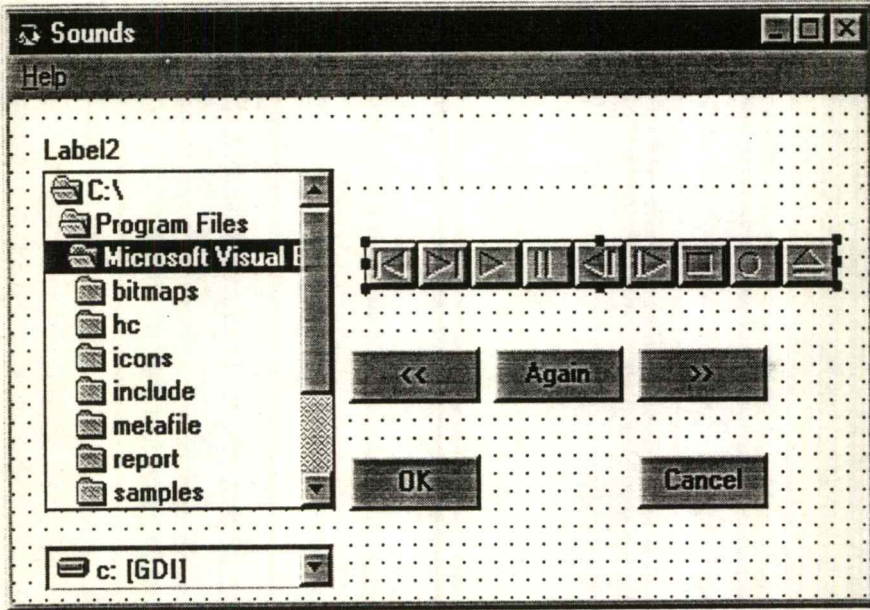 Sounds
Help
Label2
C:\
Program Files
Microsoft Visual
bitmaps
hc
icons
include
metafile
report
samples
<< Again >>
OK Cancel
c: [GDI]